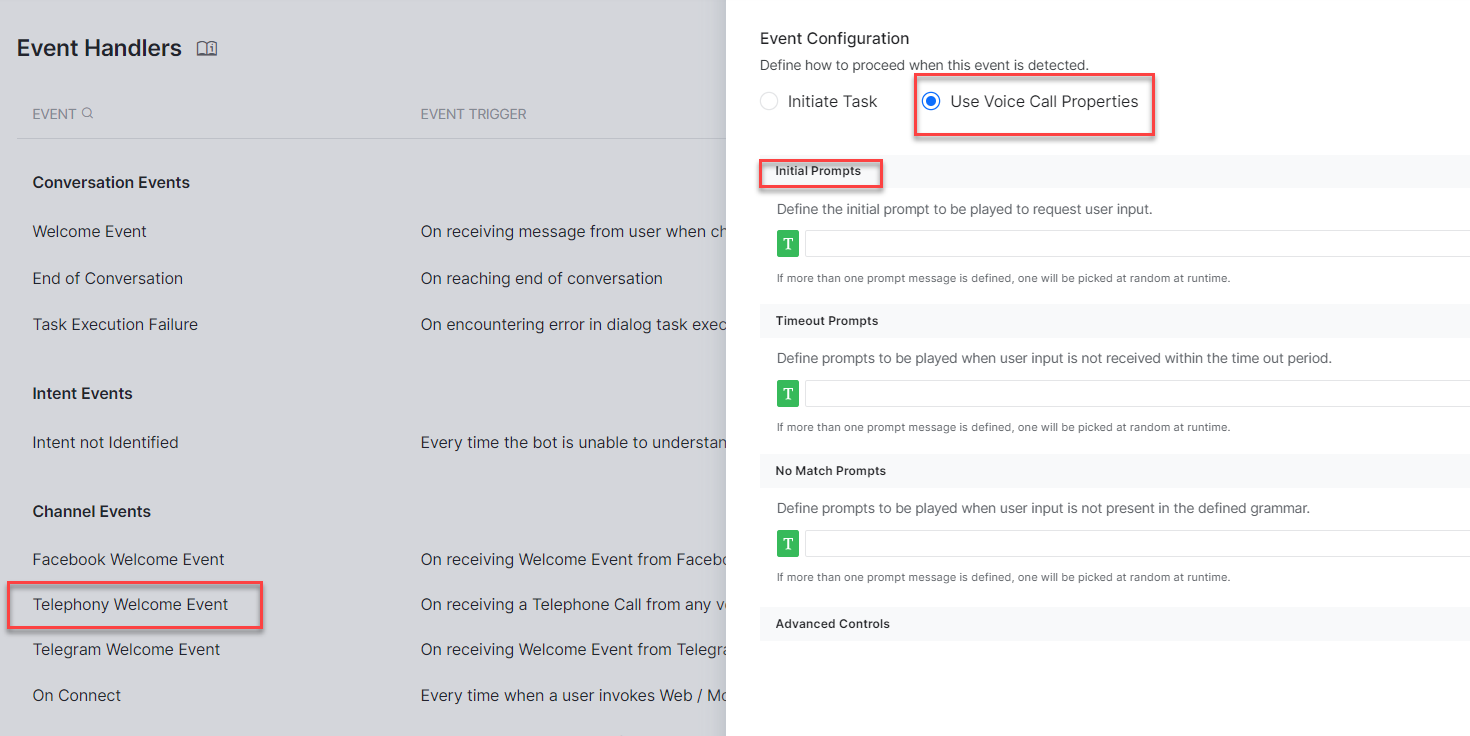 Event Handlers
EVENT
EVENT TRIGGER
Conversation Events
Welcome Event
On receiving message from user when ch
End of Conversation
On reaching end of conversation
Task Execution Failure
On encountering error in dialog task exec
Intent Events
Intent not Identified
Every time the bot is unable to understan
Channel Events
Facebook Welcome Event
On receiving Welcome Event from Facebo
Telephony Welcome Event
On receiving a Telephone Call from any vo
Telegram Welcome Event
On receiving Welcome Event from Telegra
On Connect
Every time when a user invokes Web / Mo
Event Configuration
Define how to proceed when this event is detected.
Initiate Task
Use Voice Call Properties
Initial Prompts
Define the initial prompt to be played to request user input.
T
If more than one prompt message is defined, one will be picked at random at runtime.
Timeout Prompts
Define prompts to be played when user input is not received within the time out period.
T
If more than one prompt message is defined, one will be picked at random at runtime.
No Match Prompts
Define prompts to be played when user input is not present in the defined grammar.
T
If more than one prompt message is defined, one will be picked at random at runtime.
Advanced Controls